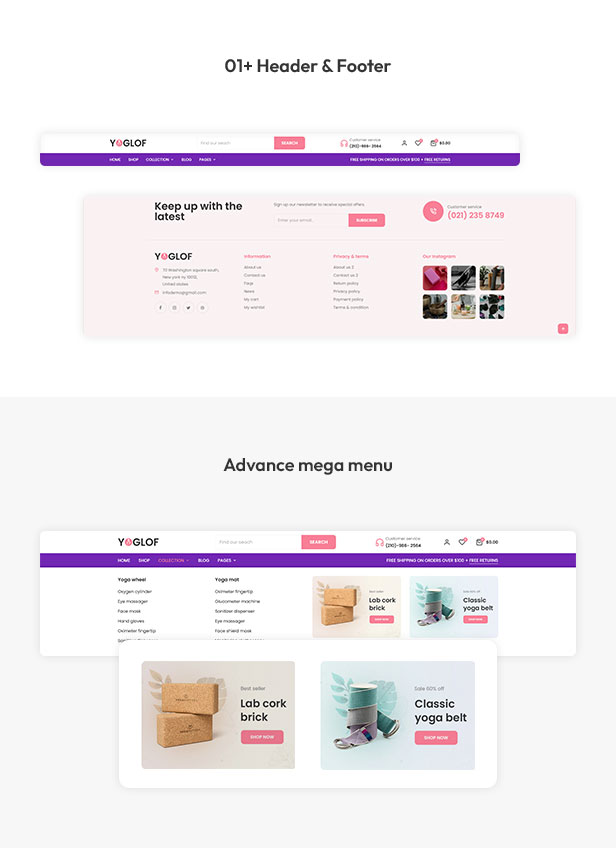 01+ Header & Footer
YOGLOF
Find our search
SEARCH
Customer service
(210)-986- 2564
$0.00
HOME SHOP COLLECTION BLOG PAGES
FREE SHIPPING ON ORDERS OVER $100 + FREE RETURNS
Keep up with the
latest
Sign up our newsletter to receive special offers
Enter your email...
SUBSCRIBE
Customer service
(021) 235 8749
YOGLOF
70 Washington square south,
New york ny 10012,
United states
infodemo@gmail.com
Information
About us
Contact us
Faqs
News
My cart
My wishlist
Privacy & terms
About us 2
Contact us 2
Return policy
Privacy policy
Payment policy
Terms & condition
Our instagram
Advance mega menu
YOGLOF
Find our search
SEARCH
Customer service
(210)-986- 2564
$0.00
HOME SHOP COLLECTION BLOG PAGES
FREE SHIPPING ON ORDERS OVER $100 + FREE RETURNS
Yoga wheel
Oxygen cylinder
Eye massager
Face mask
Hand gloves
Oximeter fingertip
Yoga mat
Oximeter fingertip
Glucometer machine
Sanitizer dispenser
Eye massager
Face shield mask
Best seller
Lab cork
brick
SHOP NOW
Sale 50% off
Classic
yoga belt
SHOP NOW
Best seller
Lab cork
brick
SHOP NOW
Sale 50% off
Classic
yoga belt
SHOP NOW